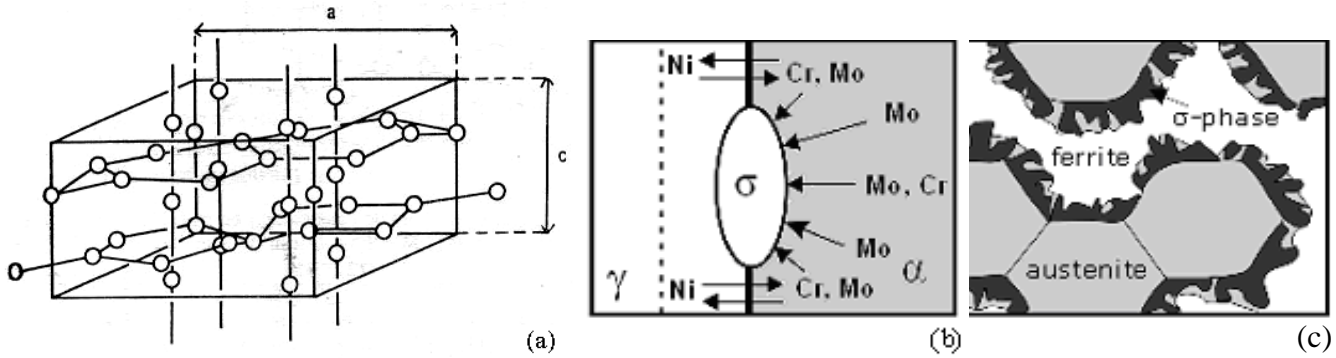 a
c
(a)
Ni
Cr, Mo
Mo
σ
Mo, Cr
Mo
γ
α
Ni
Cr, Mo
(b)
σ-phase
ferrite
austenite
(c)